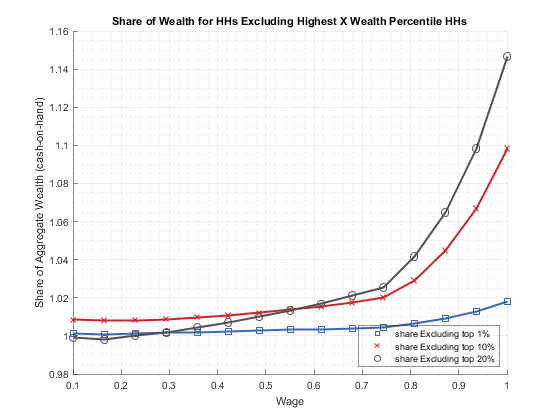 Share of Wealth for HHs Excluding Highest X Wealth Percentile HHs
1.16
1.14
1.12
1.1
1.08
1.06
1.04
1.02
1
0.98
Share of Aggregate Wealth (cash-on-hand)
share Excluding top 1%
share Excluding top 10%
share Excluding top 20%
0.1 0.2 0.3 0.4 0.5 0.6 0.7 0.8 0.9 1
Wage